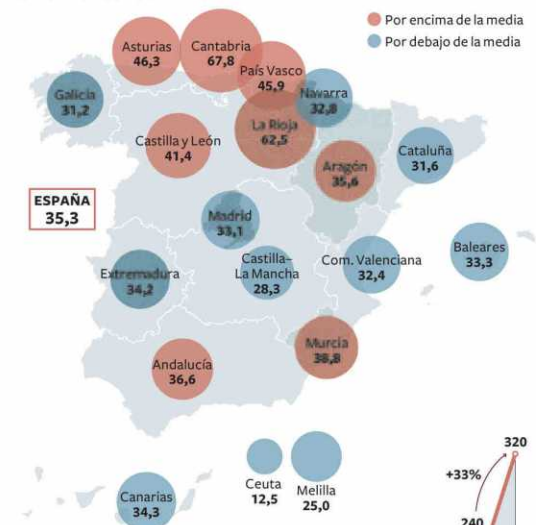 Por encima de la media
Por debajo de la media
Asturias
46,3
Cantabria
67,8
País Vasco
45,9
Navarra
32,8
Galicia
31,2
La Rioja
62,5
Castilla y León
41,4
Aragón
35,6
Cataluña
31,6
ESPAÑA
35,3
Madrid
33,1
Extremadura
34,2
Castilla-
La Mancha
28,3
Com. Valenciana
32,4
Baleares
33,3
Murcia
38,8
Andalucía
36,6
Canarias
34,3
Ceuta
12,5
Melilla
25,0
320
+33%
240